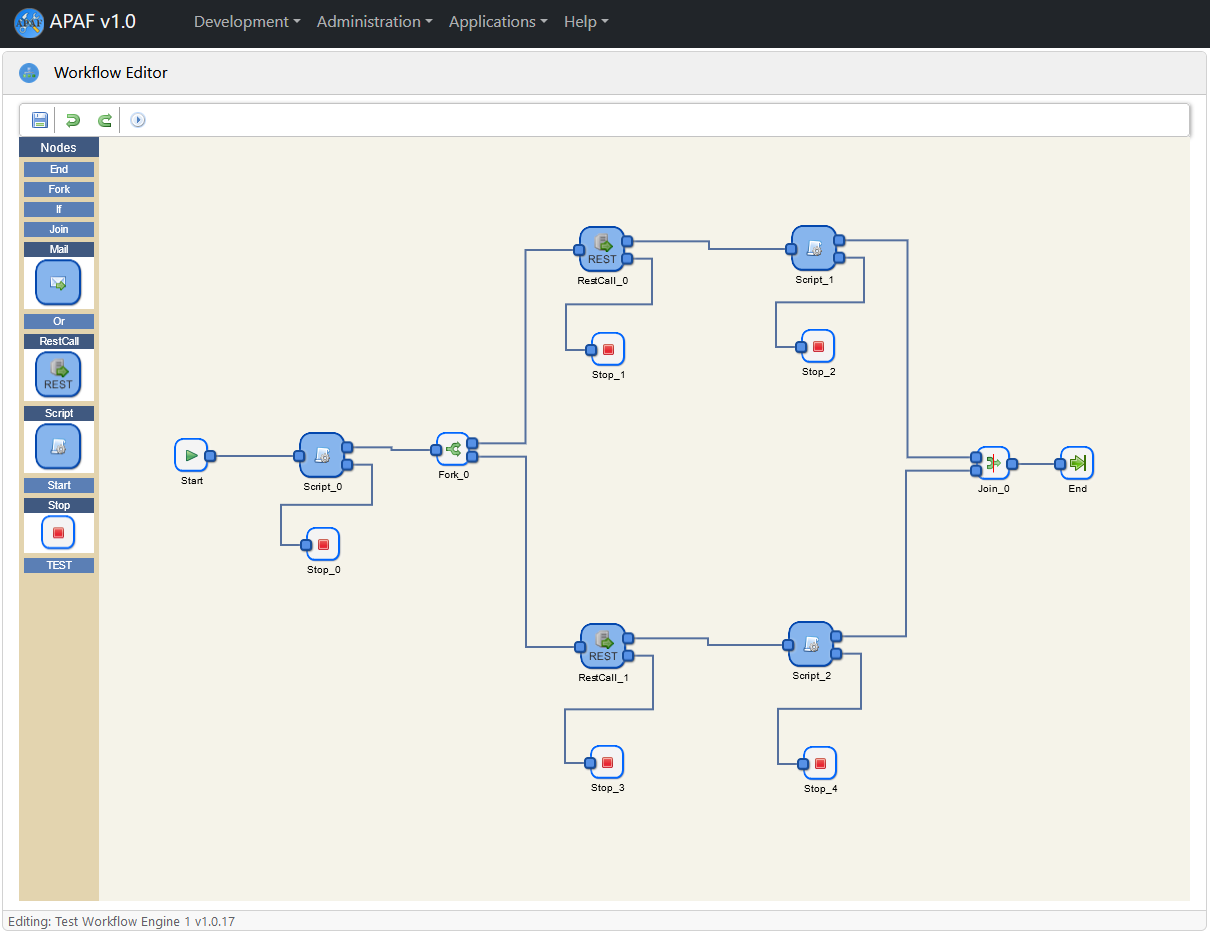 APAF v1.0 Development Administration Applications Help
Workflow Editor
Nodes
End
Fork
If
Join
Mail
Or
RestCall
REST
Script
Start
Stop
TEST
REST
RestCall_0
Script_1
Stop_1
Stop_2
Start
Script_0
Fork_0
Join_0
End
Stop_0
REST
RestCall_1
Script_2
Stop_3
Stop_4
Editing: Test Workflow Engine 1 v1.0.17